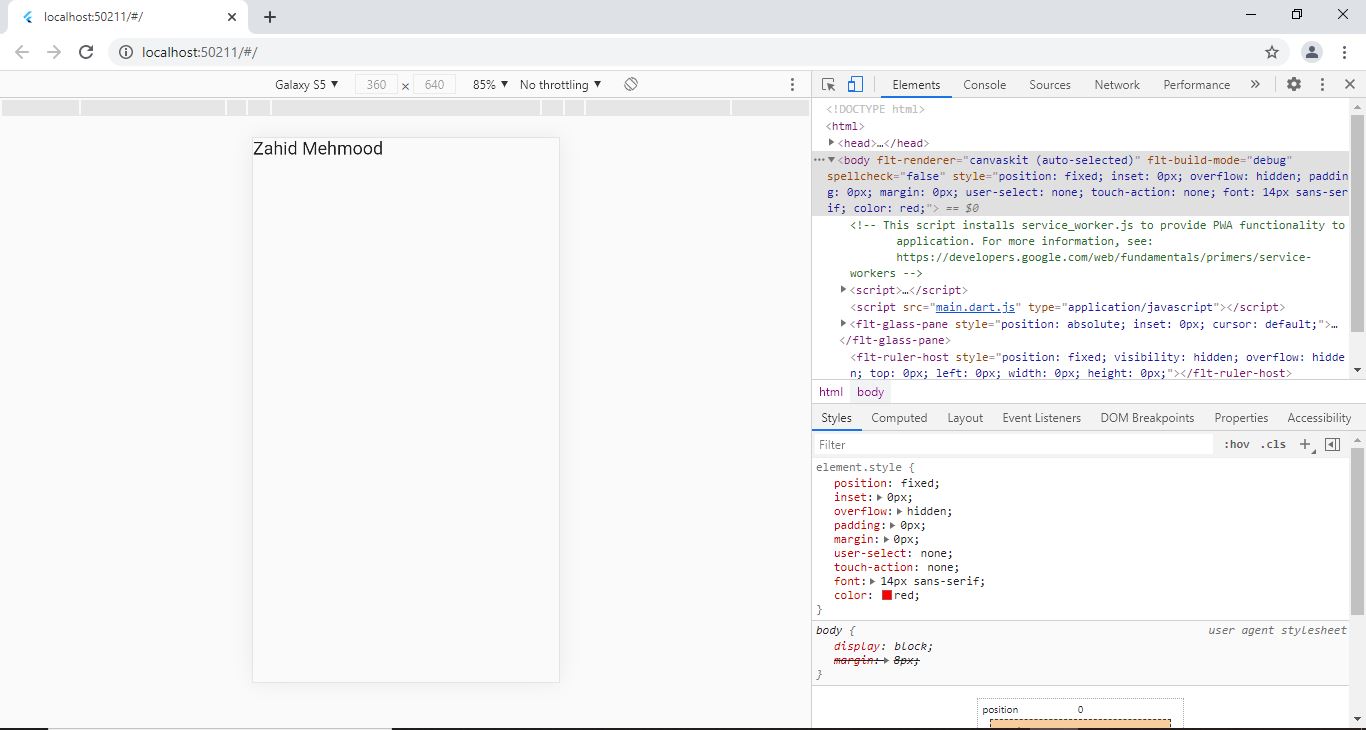 localhost:50211/#/
localhost:50211/#/
Galaxy S5 ▼ 360 x 640 85% ▼ No throttling ▼
Zahid Mehmood
Elements Console Sources Network Performance »
<!DOCTYPE html>
<html>
▶<head>…</head>
…▼<body flt-renderer="canvaskit (auto-selected)" flt-build-mode="debug"
spellcheck="false" style="position: fixed; inset: 0px; overflow: hidden; paddin
g: 0px; margin: 0px; user-select: none; touch-action: none; font: 14px sans-ser
if; color: red;"> == $0
<!-- This script installs service_worker.js to provide PWA functionality to
application. For more information, see:
https://developers.google.com/web/fundamentals/primers/service-
workers -->
▶<script>…</script>
<script src="main.dart.js" type="application/javascript"></script>
▶<flt-glass-pane style="position: absolute; inset: 0px; cursor: default;">…
</flt-glass-pane>
<flt-ruler-host style="position: fixed; visibility: hidden; overflow: hidde
n; top: 0px; left: 0px; width: 0px; height: 0px;"></flt-ruler-host>
html body
Styles Computed Layout Event Listeners DOM Breakpoints Properties Accessibility
Filter :hov .cls +
element.style {
position: fixed;
inset:▶ 0px;
overflow:▶ hidden;
padding:▶ 0px;
margin:▶ 0px;
user-select: none;
touch-action: none;
font:▶ 14px sans-serif;
color: red;
}
body { user agent stylesheet
display: block;
margin:▶ 8px;
}
position 0